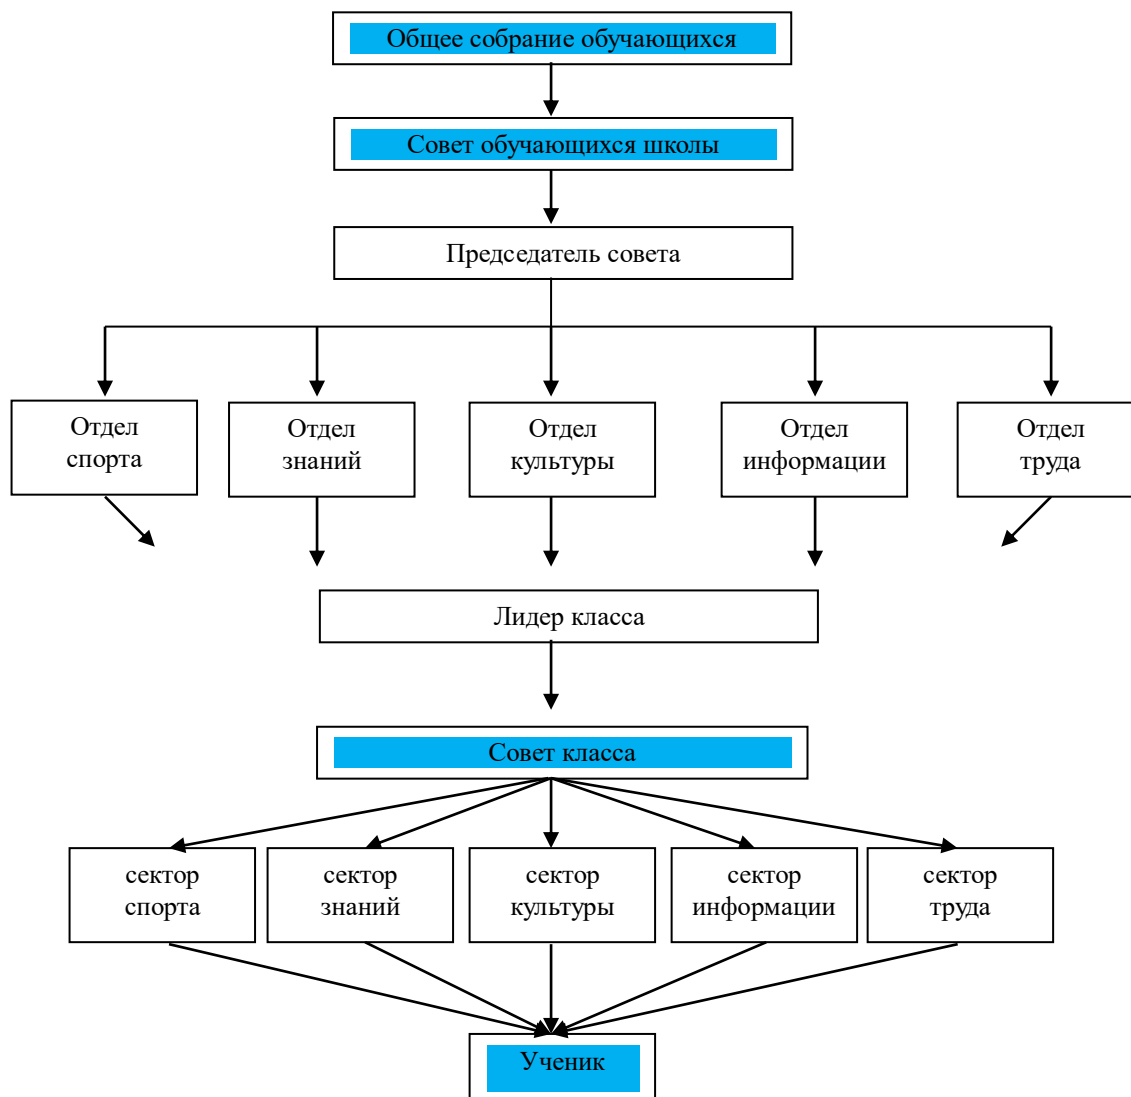 Общее собрание обучающихся
Совет обучающихся школы
Председатель совета
Отдел
спорта
Отдел
знаний
Отдел
культуры
Отдел
информации
Отдел
труда
Лидер класса
Совет класса
сектор
спорта
сектор
знаний
сектор
культуры
сектор
информации
сектор
труда
Ученик